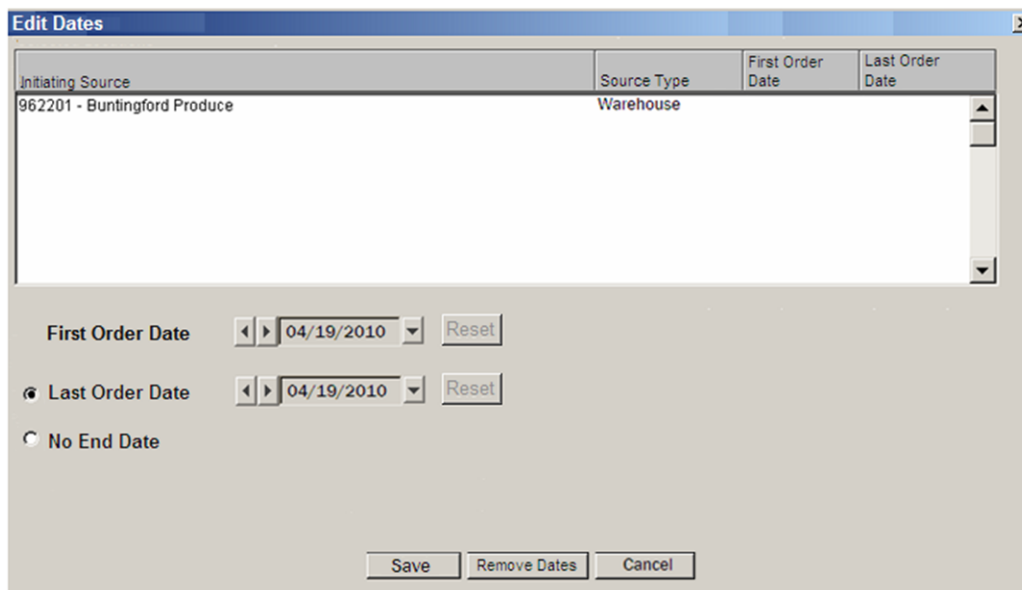 Edit Dates
Initiating Source Source Type First Order Date Last Order Date
962201 - Buntingford Produce Warehouse
First Order Date 04/19/2010 Reset
Last Order Date 04/19/2010 Reset
No End Date
Save Remove Dates Cancel